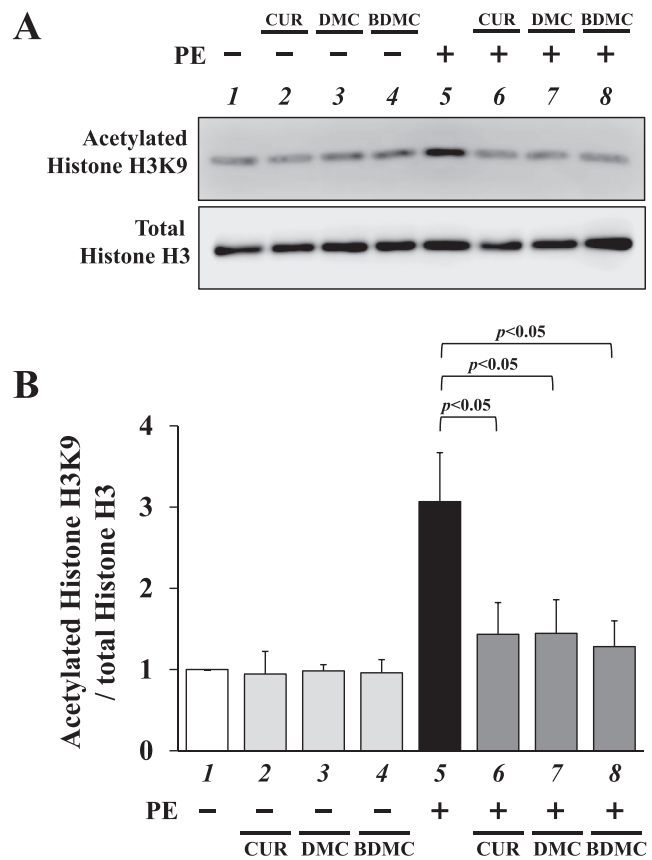 A
CUR DMC BDMC CUR DMC BDMC
PE − − − − + + + +
1 2 3 4 5 6 7 8
Acetylated
Histone H3K9
Total
Histone H3
B
p<0.05
p<0.05
p<0.05
Acetylated Histone H3K9
/ total Histone H3
4
3
2
1
0
1 2 3 4 5 6 7 8
PE − − − − + + + +
CUR DMC BDMC CUR DMC BDMC